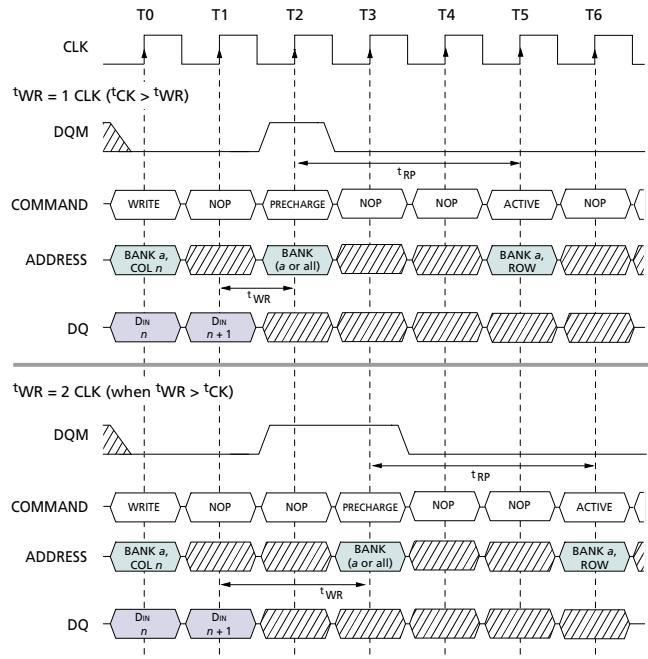 T0 T1 T2 T3 T4 T5 T6
CLK
tWR = 1 CLK (tCK > tWR)
DQM
tRP
COMMAND WRITE NOP PRECHARGE NOP NOP ACTIVE NOP
ADDRESS BANK a, COL n BANK (a or all) BANK a, ROW
tWR
DQ DIN n DIN n + 1
tWR = 2 CLK (when tWR > tCK)
DQM
tRP
COMMAND WRITE NOP NOP PRECHARGE NOP NOP ACTIVE
ADDRESS BANK a, COL n BANK (a or all) BANK a, ROW
tWR
DQ DIN n DIN n + 1